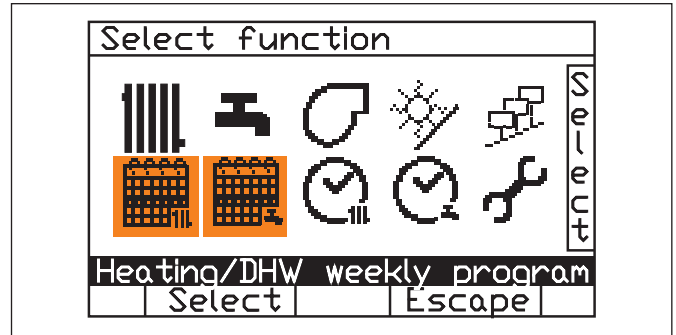 Select function
Select
Heating/DHW weekly program
Select Escape